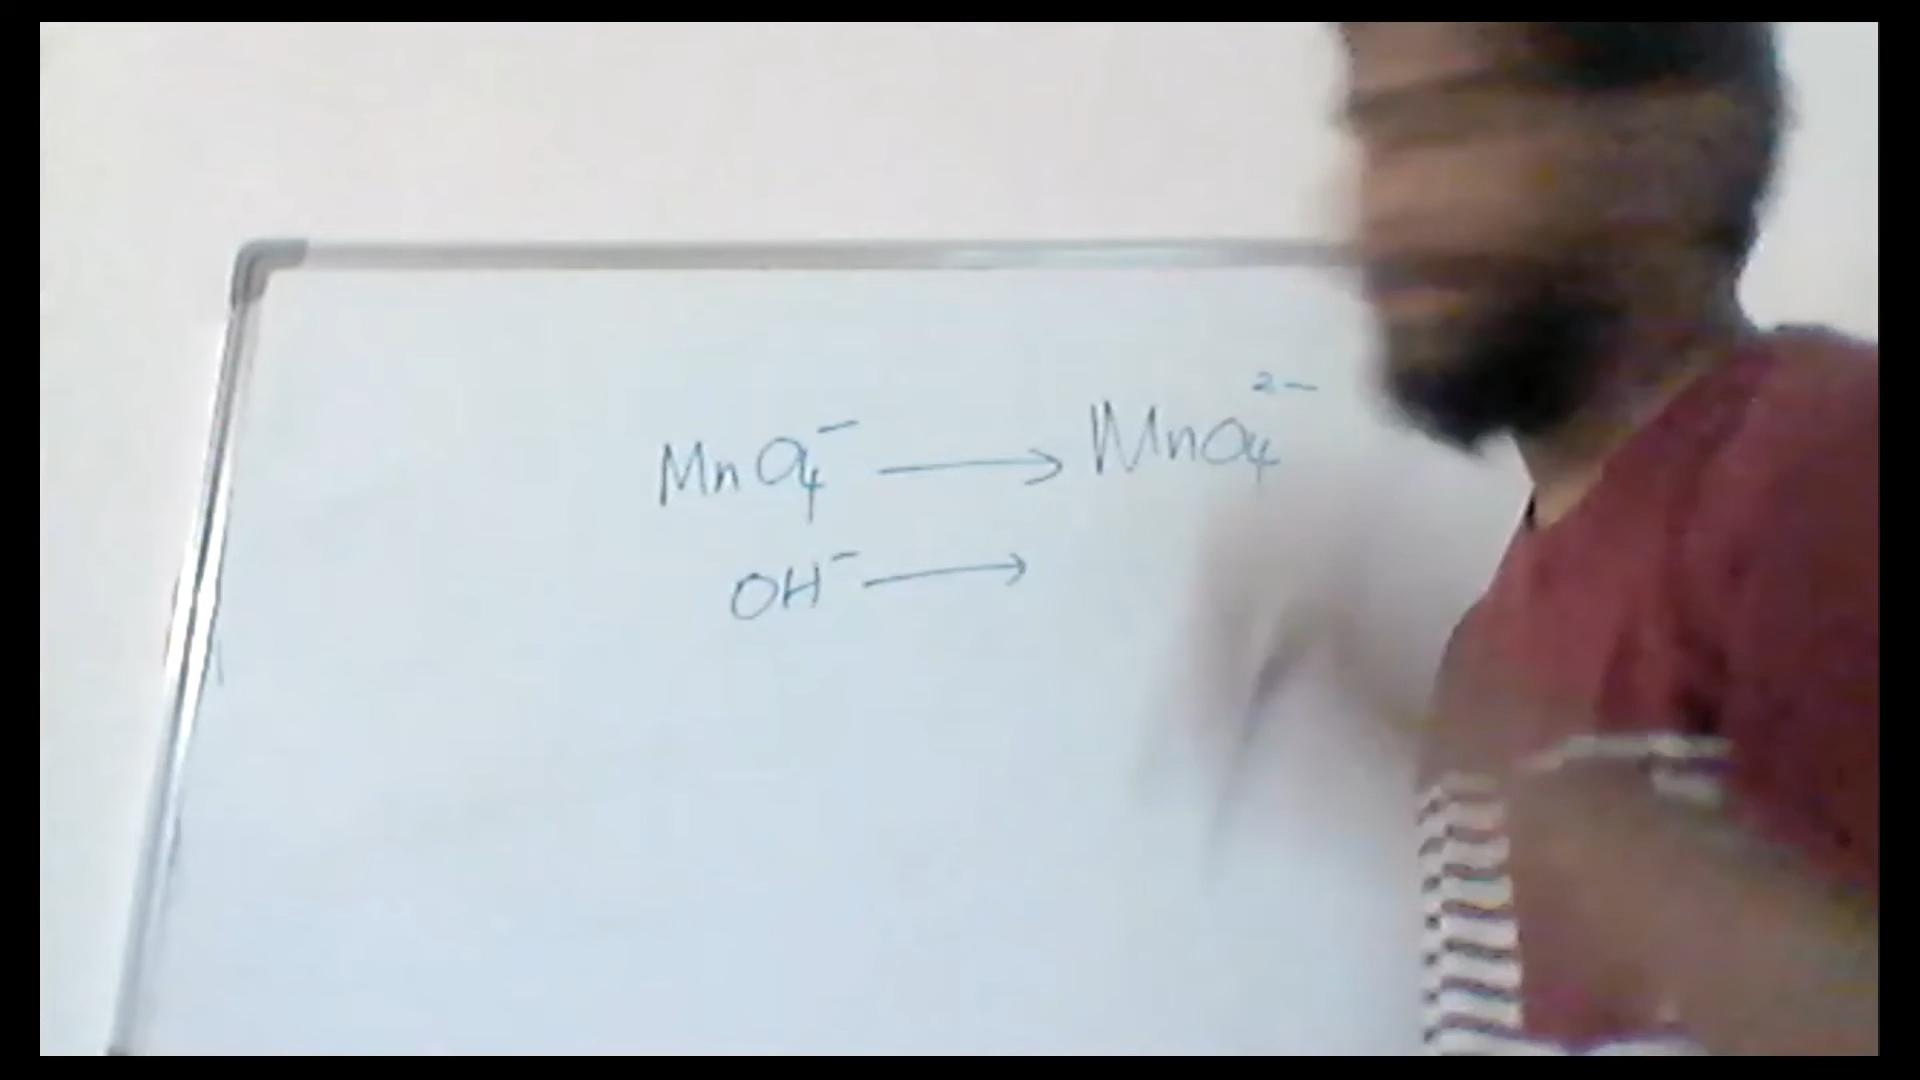 MnO₄⁻ → MnO₄²⁻
OH⁻ →